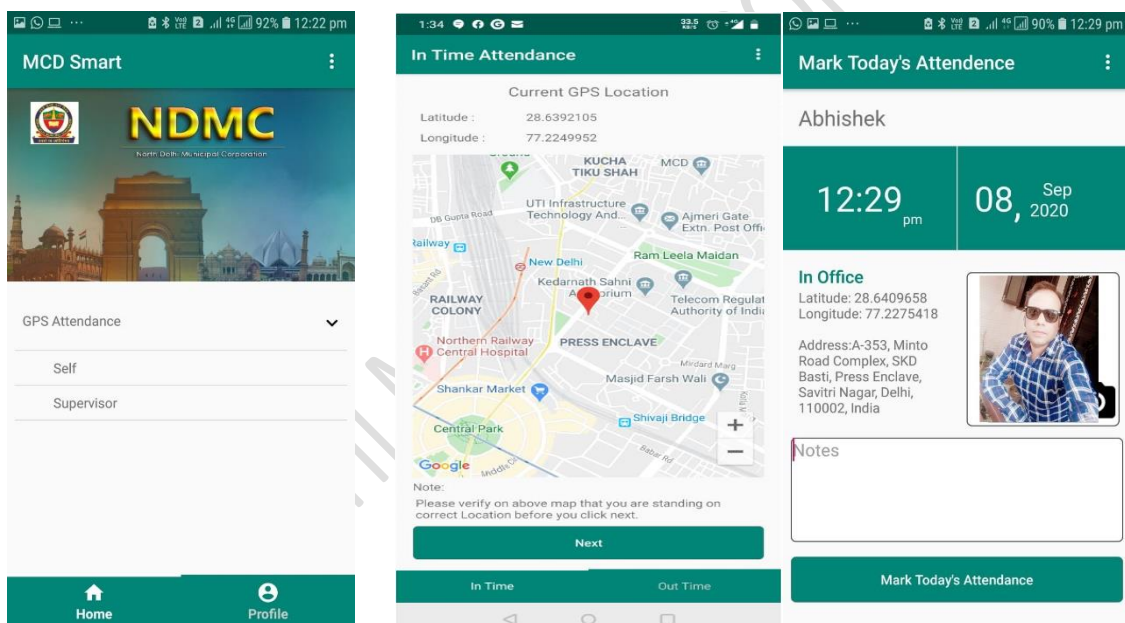 92% 12:22 pm
MCD Smart
NDMC
North Delhi Municipal Corporation
GPS Attendance
Self
Supervisor
Home
Profile
1:34
33.5
In Time Attendance
Current GPS Location
Latitude : 28.6392105
Longitude : 77.2249952
KUCHA
TIKU SHAH
MCD
UTI Infrastructure
Technology And...
DB Gupta Road
Ajmeri Gate
Extn. Post Offi
Railway
New Delhi
Ram Leela Maidan
Kedarnath Sahni
RAILWAY
COLONY
Telecom Regulat
Authority of India
Northern Railway
Central Hospital
PRESS ENCLAVE
Mirdard Marg
Masjid Farsh Wali
Shankar Market
Shivaji Bridge
Central Park
Babar Rd
Google
Note:
Please verify on above map that you are standing on
correct Location before you click next.
Next
In Time
Out Time
90% 12:29 pm
Mark Today's Attendence
Abhishek
12:29 pm
08, Sep 2020
In Office
Latitude: 28.6409658
Longitude: 77.2275418
Address:A-353, Minto
Road Complex, SKD
Basti, Press Enclave,
Savitri Nagar, Delhi,
110002, India
Notes
Mark Today's Attendance